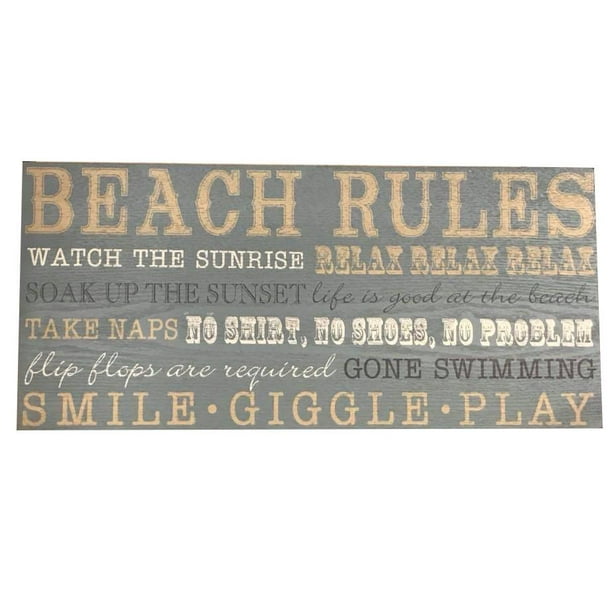 BEACH RULES
WATCH THE SUNRISE RELAX RELAX RELAX
SOAK UP THE SUNSET life is good at the beach
TAKE NAPS NO SHIRT, NO SHOES, NO PROBLEM
flip flops are required GONE SWIMMING
SMILE • GIGGLE • PLAY